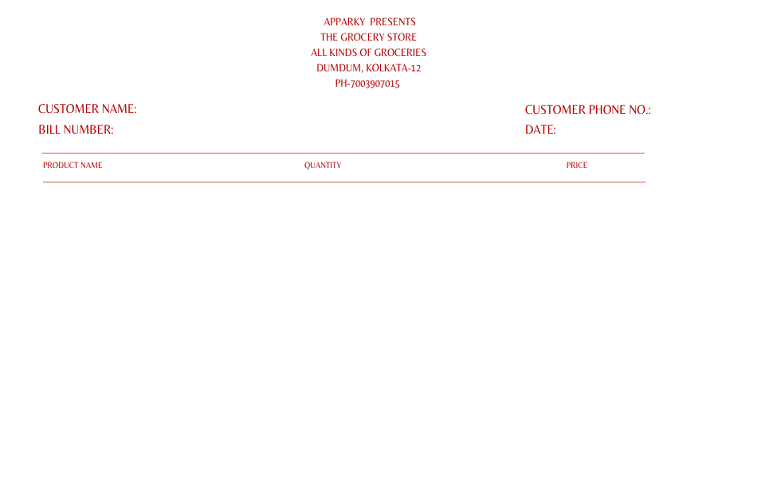 APPARKY PRESENTS
THE GROCERY STORE
ALL KINDS OF GROCERIES
DUMDUM, KOLKATA-12
PH-7003907015
CUSTOMER NAME: CUSTOMER PHONE NO.:
BILL NUMBER: DATE:
PRODUCT NAME QUANTITY PRICE